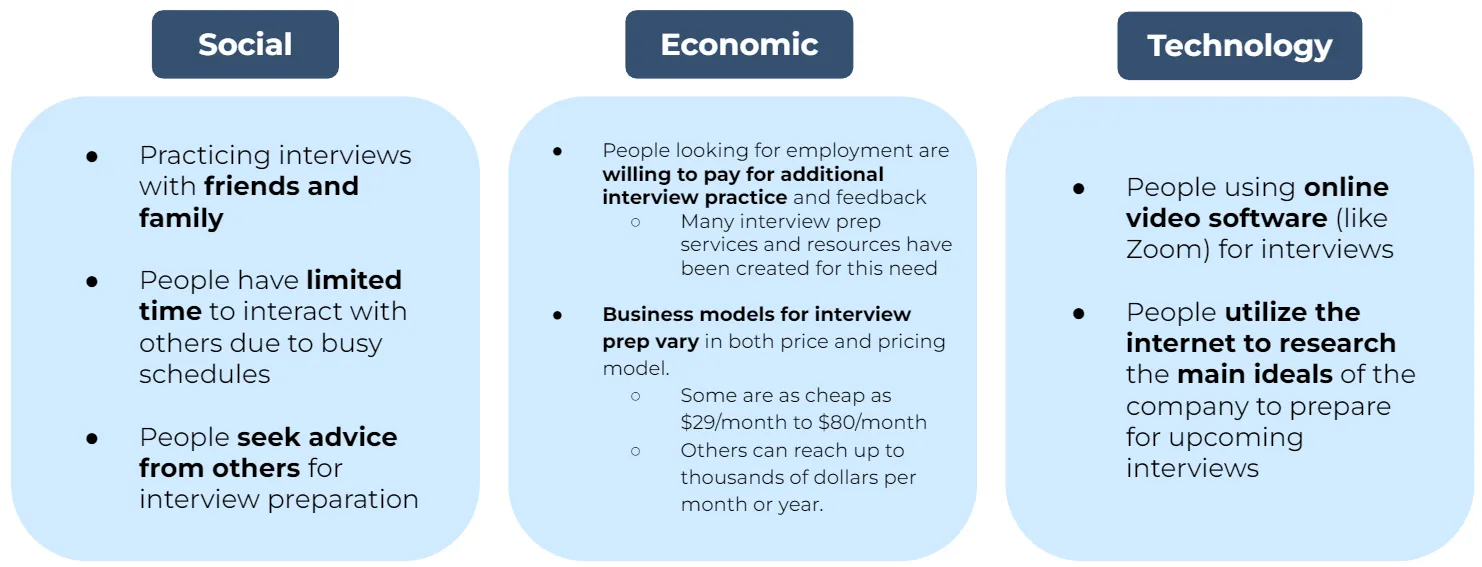 Social
● Practicing interviews
with friends and
family
● People have limited
time to interact with
others due to busy
schedules
● People seek advice
from others for
interview preparation
Economic
● People looking for employment are
willing to pay for additional
interview practice and feedback
○ Many interview prep
services and resources have
been created for this need
● Business models for interview
prep vary in both price and pricing
model.
○ Some are as cheap as
$29/month to $80/month
○ Others can reach up to
thousands of dollars per
month or year.
Technology
● People using online
video software (like
Zoom) for interviews
● People utilize the
internet to research
the main ideals of the
company to prepare
for upcoming
interviews